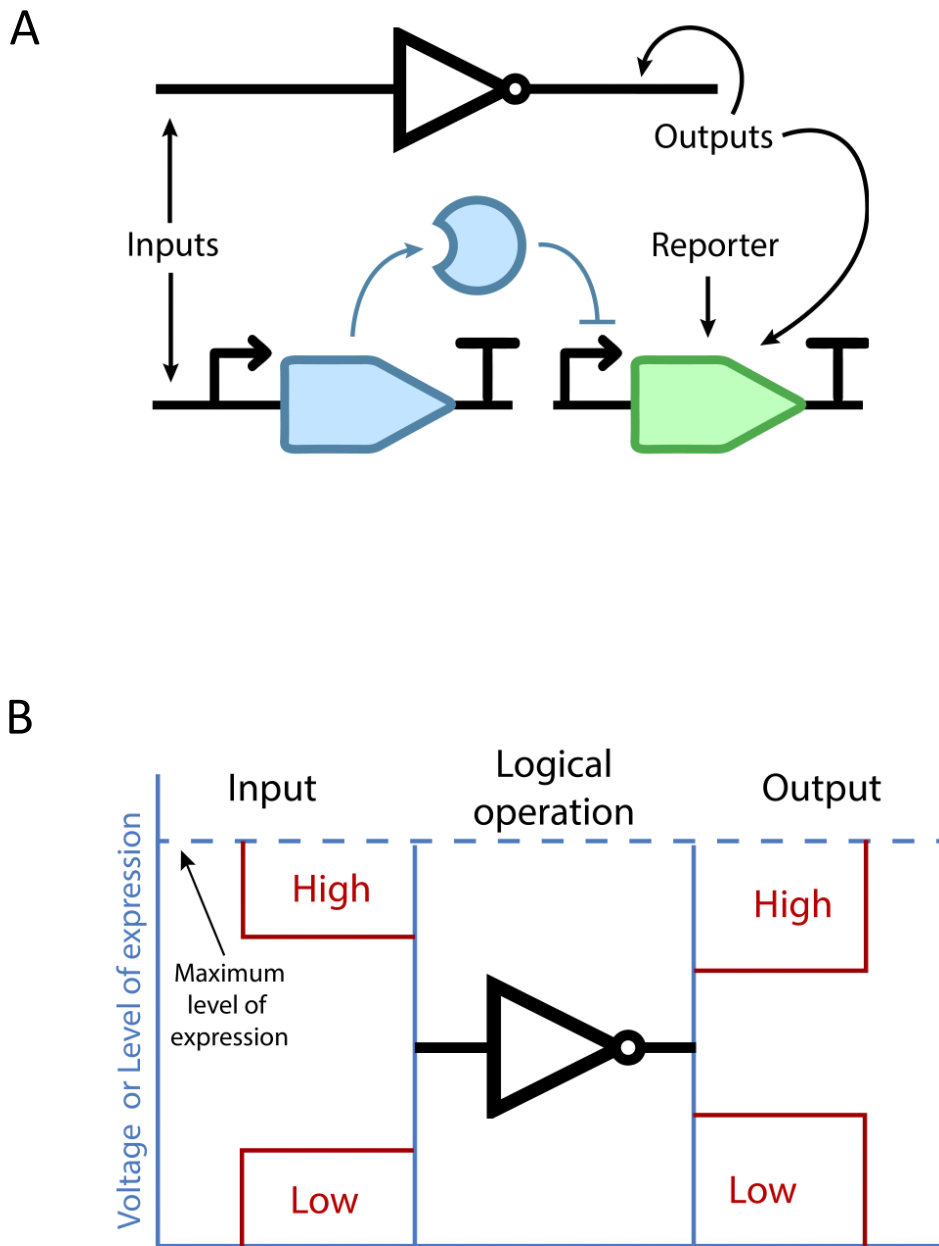 A
Outputs
Inputs
Reporter
B
Input
Logical
operation
Output
Voltage or Level of expression
High
High
Maximum
level of
expression
Low
Low